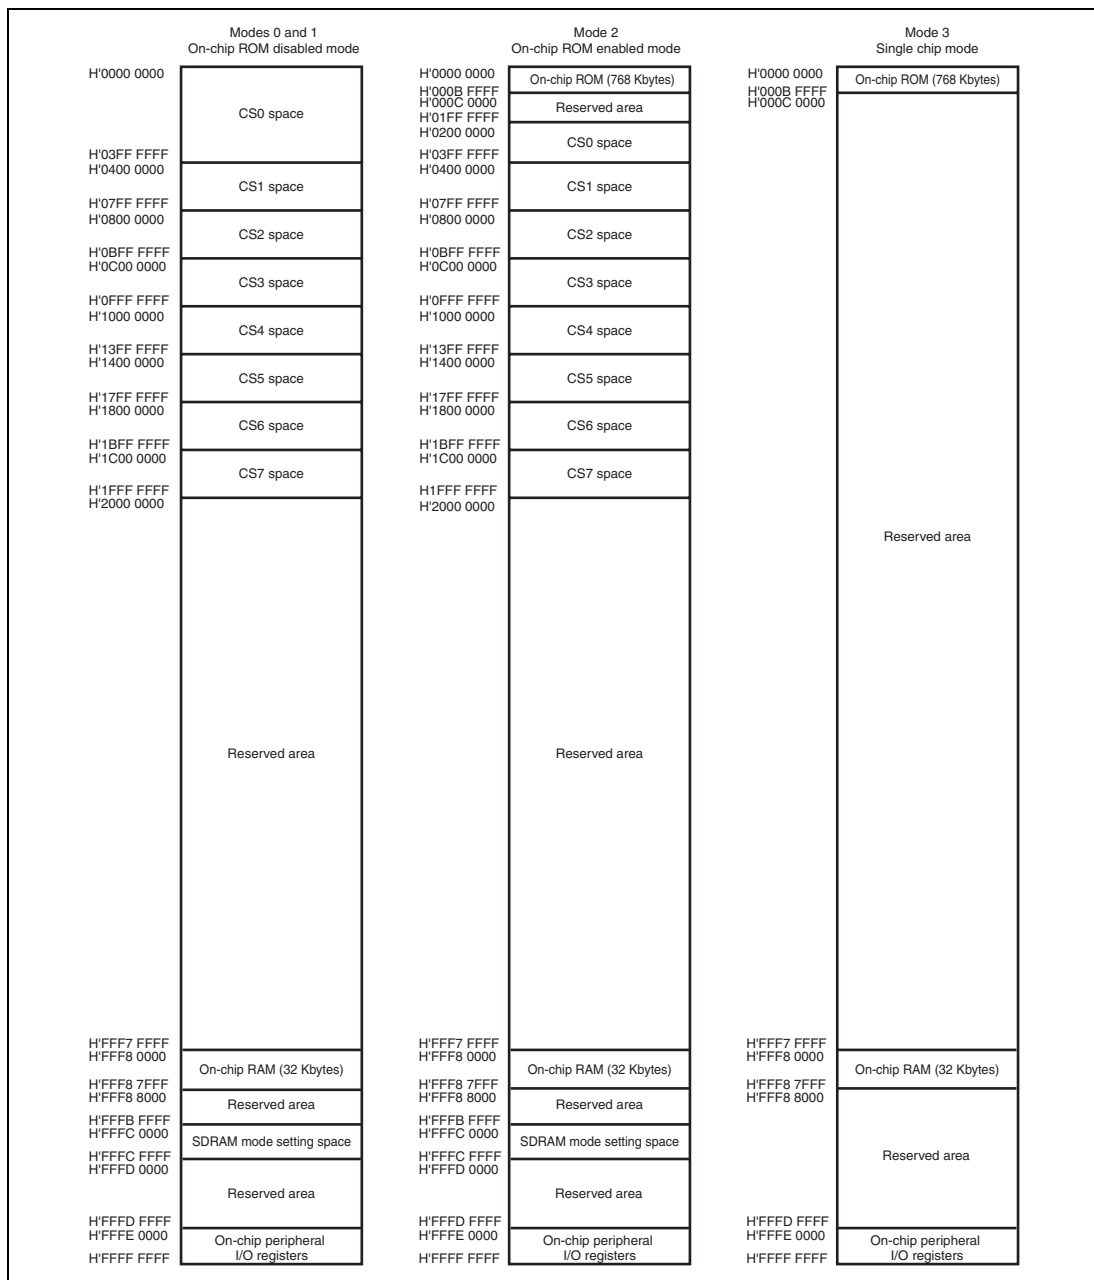 Modes 0 and 1
On-chip ROM disabled mode
H'0000 0000
CS0 space
H'03FF FFFF
H'0400 0000
CS1 space
H'07FF FFFF
H'0800 0000
CS2 space
H'0BFF FFFF
H'0C00 0000
CS3 space
H'0FFF FFFF
H'1000 0000
CS4 space
H'13FF FFFF
H'1400 0000
CS5 space
H'17FF FFFF
H'1800 0000
CS6 space
H'1BFF FFFF
H'1C00 0000
CS7 space
H'1FFF FFFF
H'2000 0000
Reserved area
H'FFF7 FFFF
H'FFF8 0000
On-chip RAM (32 Kbytes)
H'FFF8 7FFF
H'FFF8 8000
Reserved area
H'FFFB FFFF
H'FFFC 0000
SDRAM mode setting space
H'FFFC FFFF
H'FFFD 0000
Reserved area
H'FFFD FFFF
H'FFFE 0000
On-chip peripheral
I/O registers
H'FFFF FFFF
Mode 2
On-chip ROM enabled mode
H'0000 0000
On-chip ROM (768 Kbytes)
H'000B FFFF
H'000C 0000
Reserved area
H'01FF FFFF
H'0200 0000
CS0 space
H'03FF FFFF
H'0400 0000
CS1 space
H'07FF FFFF
H'0800 0000
CS2 space
H'0BFF FFFF
H'0C00 0000
CS3 space
H'0FFF FFFF
H'1000 0000
CS4 space
H'13FF FFFF
H'1400 0000
CS5 space
H'17FF FFFF
H'1800 0000
CS6 space
H'1BFF FFFF
H'1C00 0000
CS7 space
H1FFF FFFF
H'2000 0000
Reserved area
H'FFF7 FFFF
H'FFF8 0000
On-chip RAM (32 Kbytes)
H'FFF8 7FFF
H'FFF8 8000
Reserved area
H'FFFB FFFF
H'FFFC 0000
SDRAM mode setting space
H'FFFC FFFF
H'FFFD 0000
Reserved area
H'FFFD FFFF
H'FFFE 0000
On-chip peripheral
I/O registers
H'FFFF FFFF
Mode 3
Single chip mode
H'0000 0000
On-chip ROM (768 Kbytes)
H'000B FFFF
H'000C 0000
Reserved area
H'FFF7 FFFF
H'FFF8 0000
On-chip RAM (32 Kbytes)
H'FFF8 7FFF
H'FFF8 8000
Reserved area
H'FFFD FFFF
H'FFFE 0000
On-chip peripheral
I/O registers
H'FFFF FFFF